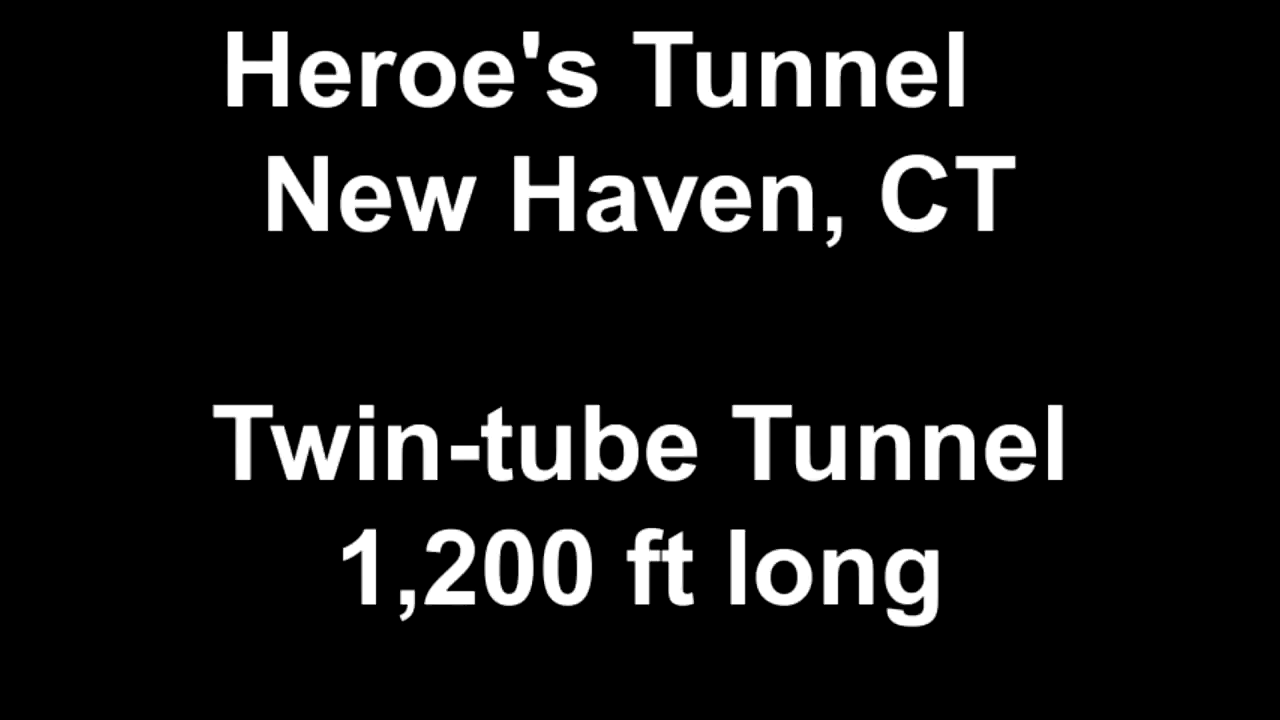 Heroe's Tunnel
New Haven, CT
Twin-tube Tunnel
1,200 ft long